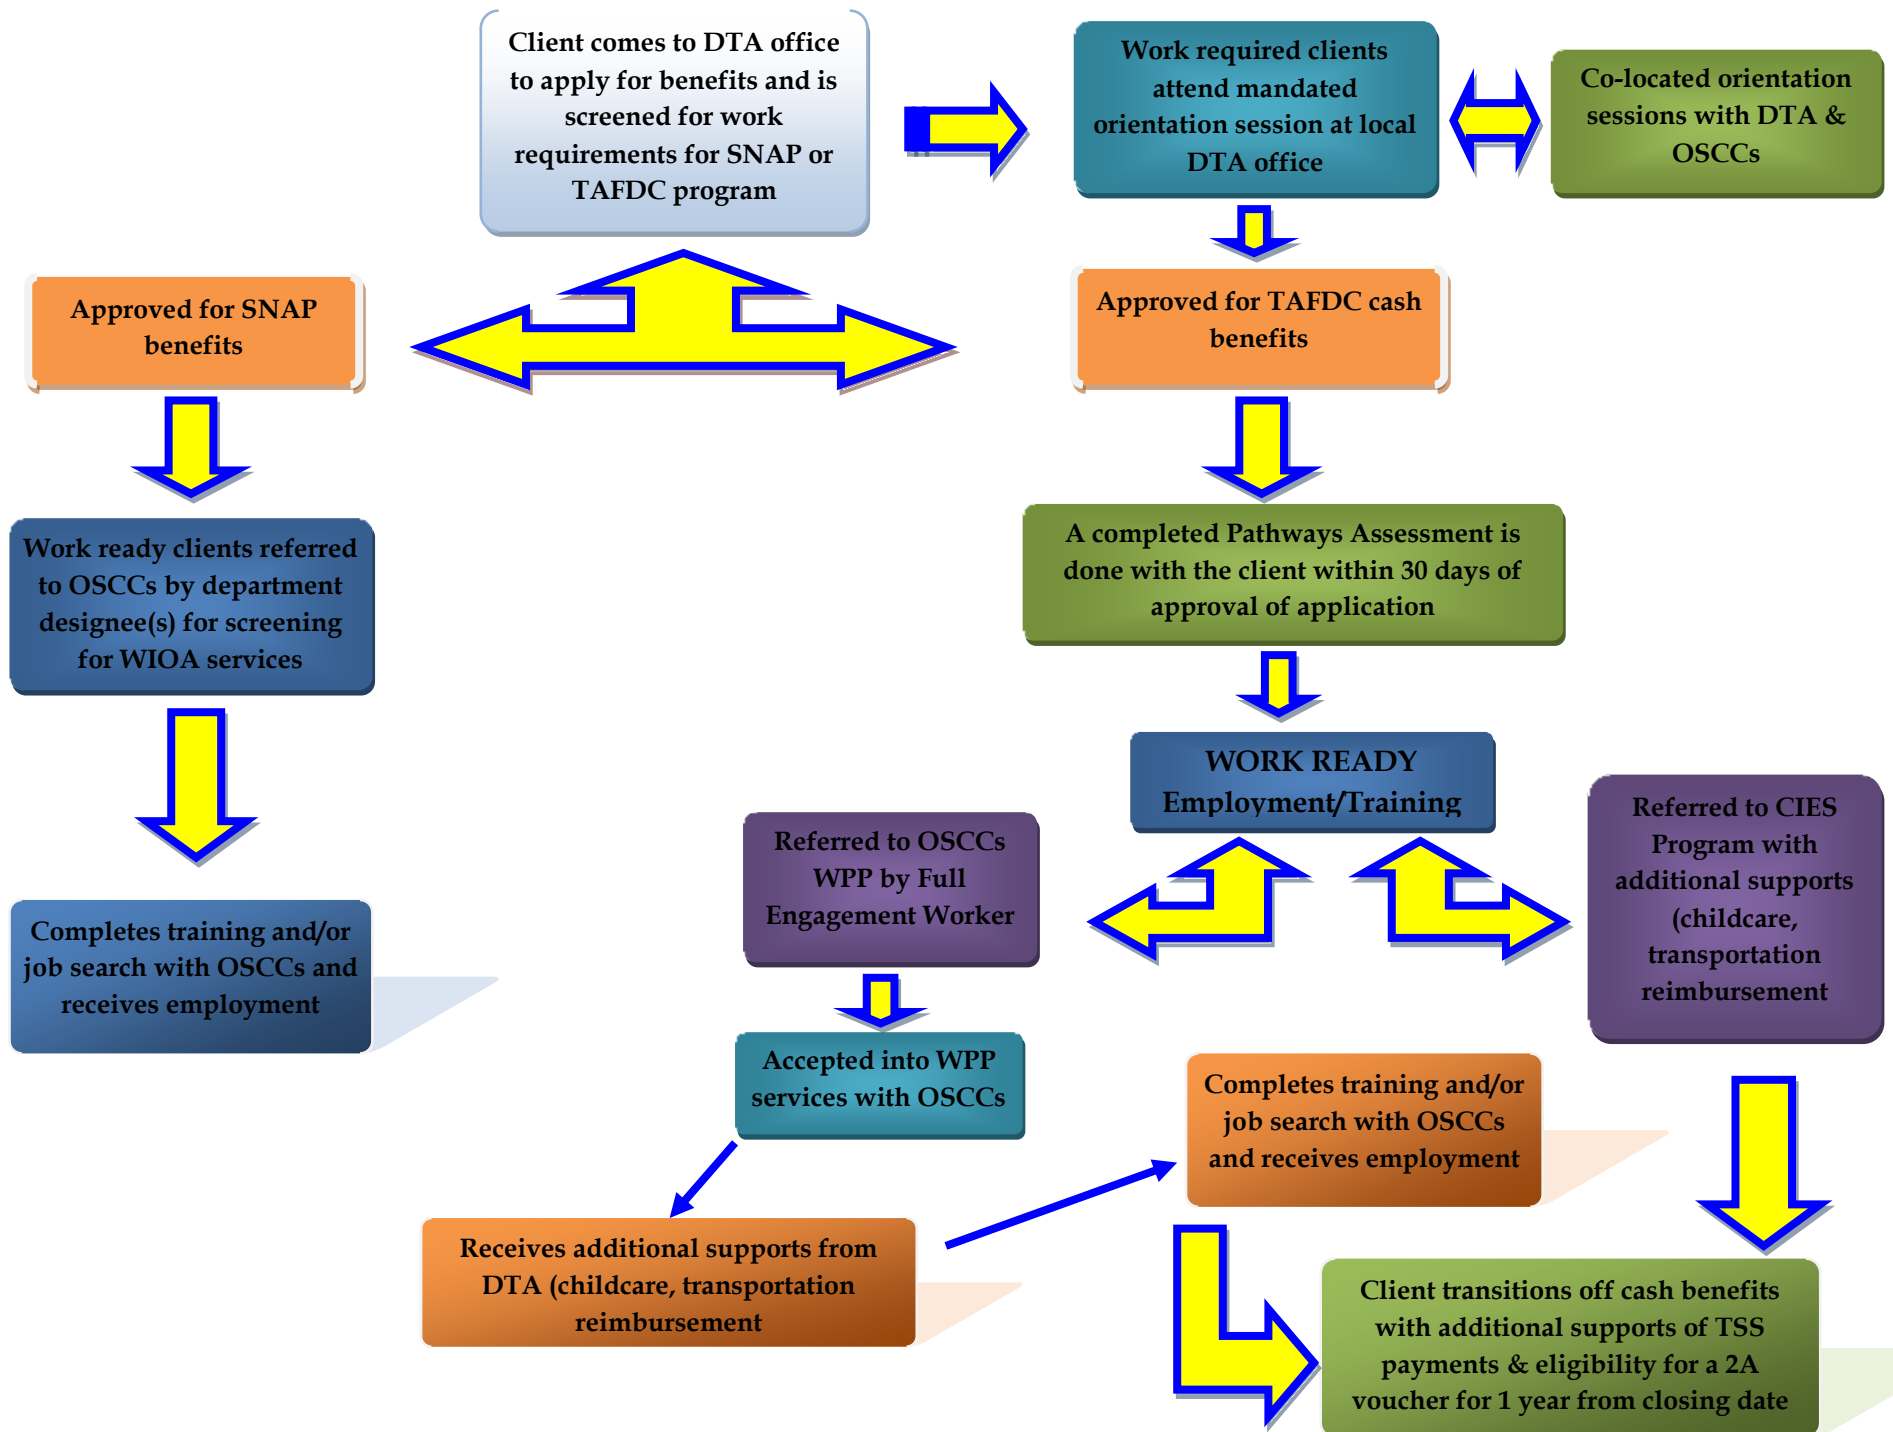 Client comes to DTA office
to apply for benefits and is
screened for work
requirements for SNAP or
TAFDC program
Work required clients
attend mandated
orientation session at local
DTA office
Co-located orientation
sessions with DTA &
OSCCs
Approved for SNAP
benefits
Approved for TAFDC cash
benefits
Work ready clients referred
to OSCCs by department
designee(s) for screening
for WIOA services
A completed Pathways Assessment is
done with the client within 30 days of
approval of application
WORK READY
Employment/Training
Referred to OSCCs
WPP by Full
Engagement Worker
Referred to CIES
Program with
additional supports
(childcare,
transportation
reimbursement
Completes training and/or
job search with OSCCs and
receives employment
Accepted into WPP
services with OSCCs
Completes training and/or
job search with OSCCs
and receives employment
Receives additional supports from
DTA (childcare, transportation
reimbursement
Client transitions off cash benefits
with additional supports of TSS
payments & eligibility for a 2A
voucher for 1 year from closing date